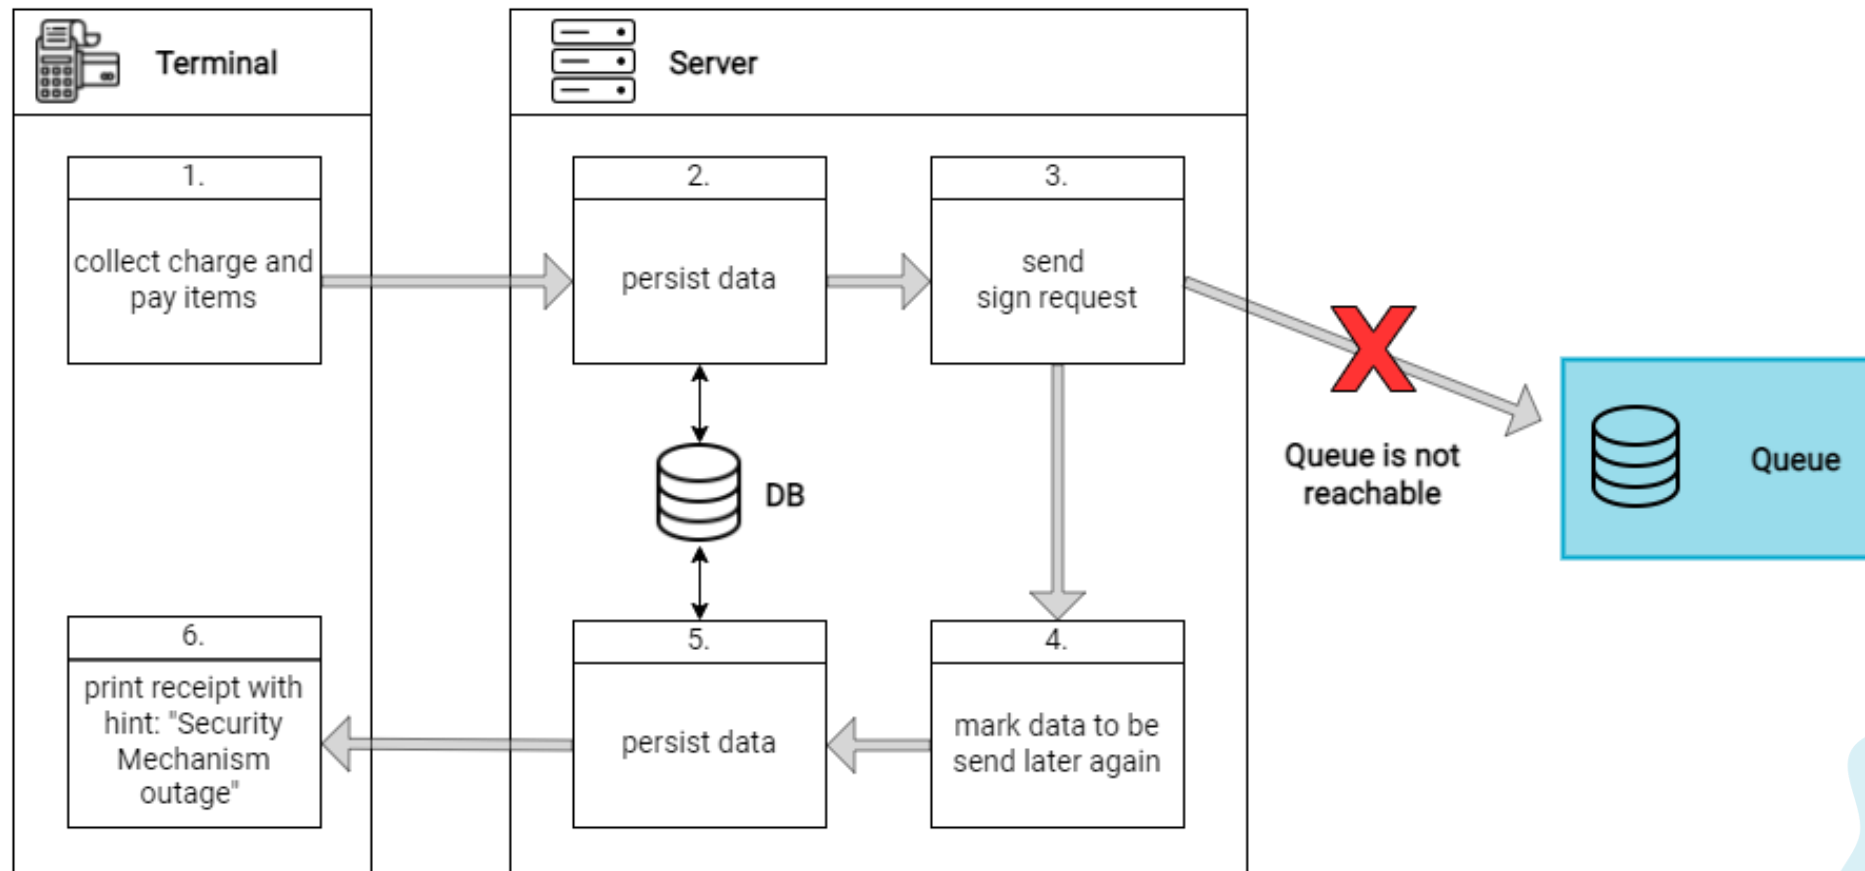 Terminal
Server
1.
collect charge and
pay items
2.
persist data
3.
send
sign request
Queue is not
reachable
Queue
DB
4.
mark data to be
send later again
5.
persist data
6.
print receipt with
hint: "Security
Mechanism
outage"